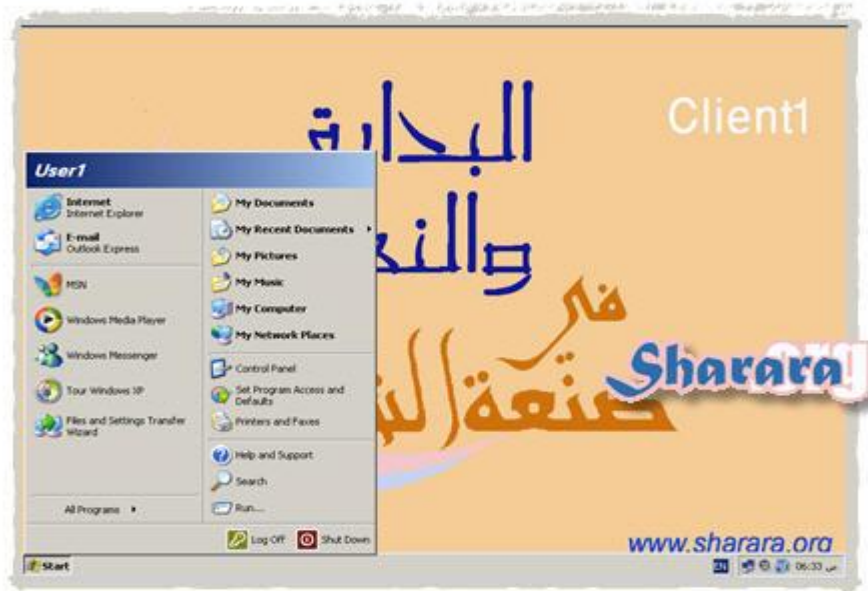 البداية
Client1
User1
Internet
Internet Explorer
E-mail
Outlook Express
MSN
Windows Media Player
Windows Messenger
Tour Windows XP
Files and Settings Transfer
Wizard
All Programs
My Documents
My Recent Documents
My Pictures
My Music
My Computer
My Network Places
Control Panel
Set Program Access and
Defaults
Printers and Faxes
Help and Support
Search
Run...
Log Off
Shut Down
في
صنعة
Sharara
.org
www.sharara.org
Start
EN
06:33 ص